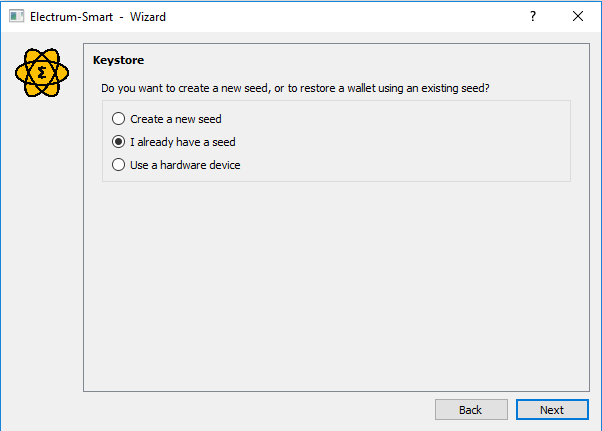 Electrum-Smart - Wizard
?
Keystore
Do you want to create a new seed, or to restore a wallet using an existing seed?
Create a new seed
I already have a seed
Use a hardware device
Back Next